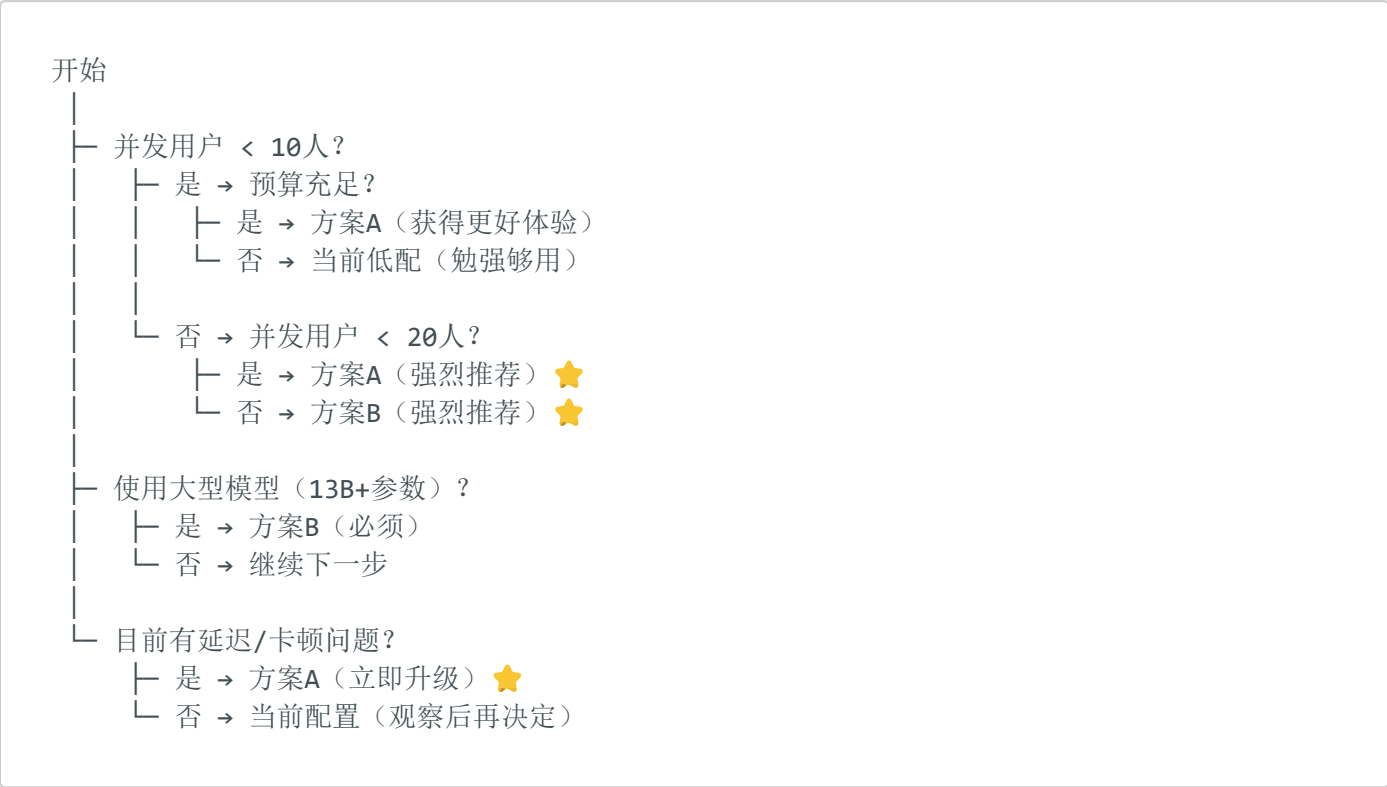 开始
│
├─ 并发用户 < 10人？
│   ├─ 是 → 预算充足？
│   │   ├─ 是 → 方案A（获得更好体验）
│   │   └─ 否 → 当前低配（勉强够用）
│   │
│   └─ 否 → 并发用户 < 20人？
│       ├─ 是 → 方案A（强烈推荐）⭐
│       └─ 否 → 方案B（强烈推荐）⭐
│
├─ 使用大型模型（13B+参数）？
│   ├─ 是 → 方案B（必须）
│   └─ 否 → 继续下一步
│
└─ 目前有延迟/卡顿问题？
    ├─ 是 → 方案A（立即升级）⭐
    └─ 否 → 当前配置（观察后再决定）